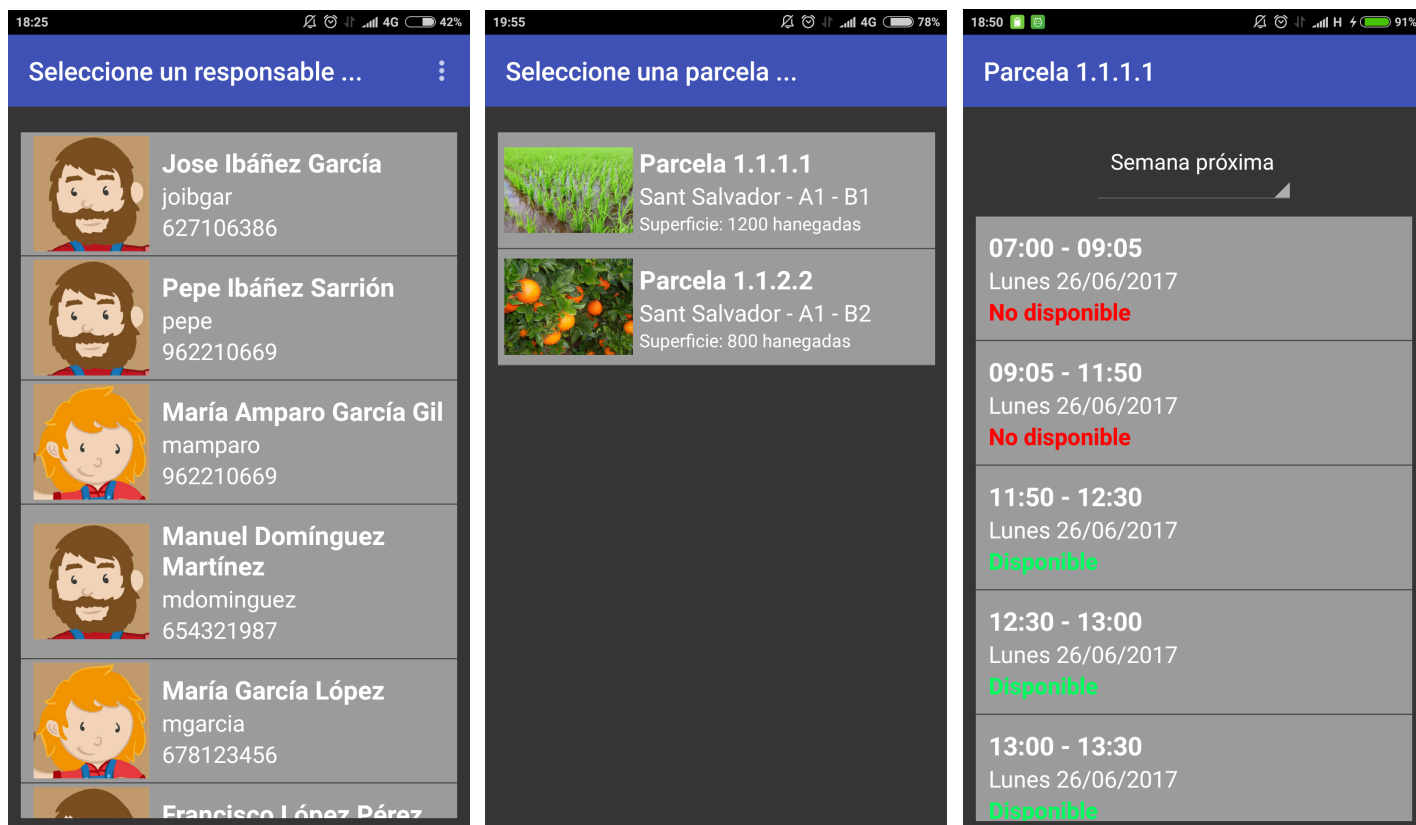 18:25
4G
42%
Seleccione un responsable ...
Jose Ibáñez García
joibgar
627106386
Pepe Ibáñez Sarrión
pepe
962210669
María Amparo García Gil
mamparo
962210669
Manuel Domínguez
Martínez
mdominguez
654321987
María García López
mgarcia
678123456
Francisco López Pérez
19:55
4G
78%
Seleccione una parcela ...
Parcela 1.1.1.1
Sant Salvador - A1 - B1
Superficie: 1200 hanegadas
Parcela 1.1.2.2
Sant Salvador - A1 - B2
Superficie: 800 hanegadas
18:50
H
91%
Parcela 1.1.1.1
Semana próxima
07:00 - 09:05
Lunes 26/06/2017
No disponible
09:05 - 11:50
Lunes 26/06/2017
No disponible
11:50 - 12:30
Lunes 26/06/2017
Disponible
12:30 - 13:00
Lunes 26/06/2017
Disponible
13:00 - 13:30
Lunes 26/06/2017
Disponible